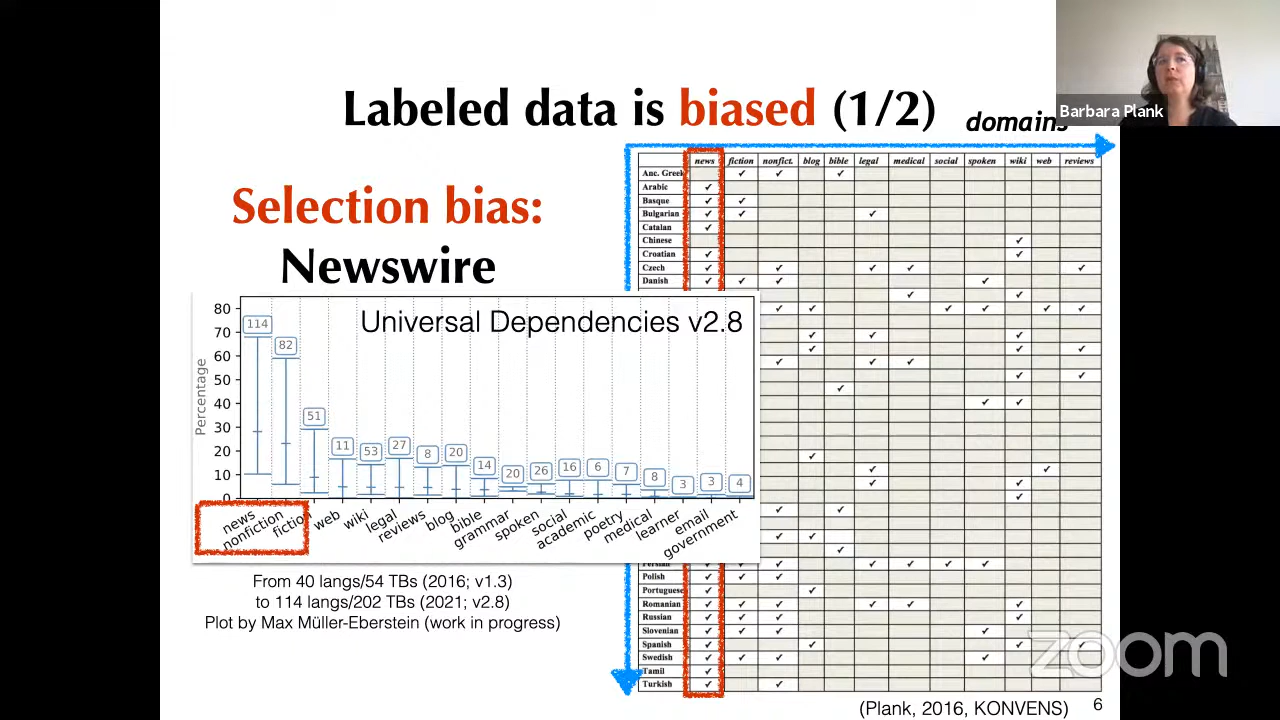 Barbara Plank
Labeled data is biased (1/2)
domains
Selection bias:
Newswire
news fiction nonfict. blog bible legal medical social spoken wiki web reviews
Anc. Greek ✔ ✔ ✔
Arabic ✔
Basque ✔ ✔
Bulgarian ✔ ✔ ✔
Catalan ✔
Chinese ✔
Croatian ✔ ✔
Czech ✔ ✔ ✔ ✔ ✔
Danish ✔ ✔ ✔ ✔
Universal Dependencies v2.8
Percentage
80
70
60
50
40
30
20
10
0
114 82 51 11 53 27 8 20 14 20 26 16 6 7 8 3 3 4
news nonfiction fiction web wiki legal reviews blog bible grammar spoken social academic poetry medical learner email government
Persian ✔ ✔ ✔ ✔ ✔ ✔ ✔
Polish ✔ ✔ ✔
Portuguese ✔ ✔
Romanian ✔ ✔ ✔ ✔ ✔ ✔
Russian ✔ ✔ ✔ ✔
Slovenian ✔ ✔ ✔ ✔
Spanish ✔ ✔ ✔
Swedish ✔ ✔ ✔ ✔
Tamil ✔
Turkish ✔ ✔
From 40 langs/54 TBs (2016; v1.3)
to 114 langs/202 TBs (2021; v2.8)
Plot by Max Müller-Eberstein (work in progress)
zoom
(Plank, 2016, KONVENS)
6